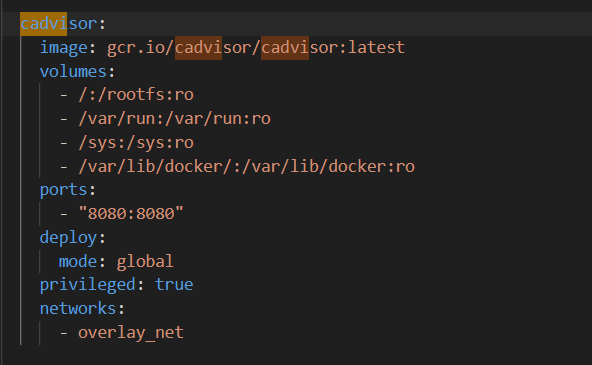 cadvisor:
image: gcr.io/cadvisor/cadvisor:latest
volumes:
- /:/rootfs:ro
- /var/run:/var/run:ro
- /sys:/sys:ro
- /var/lib/docker/:/var/lib/docker:ro
ports:
- "8080:8080"
deploy:
mode: global
privileged: true
networks:
- overlay_net